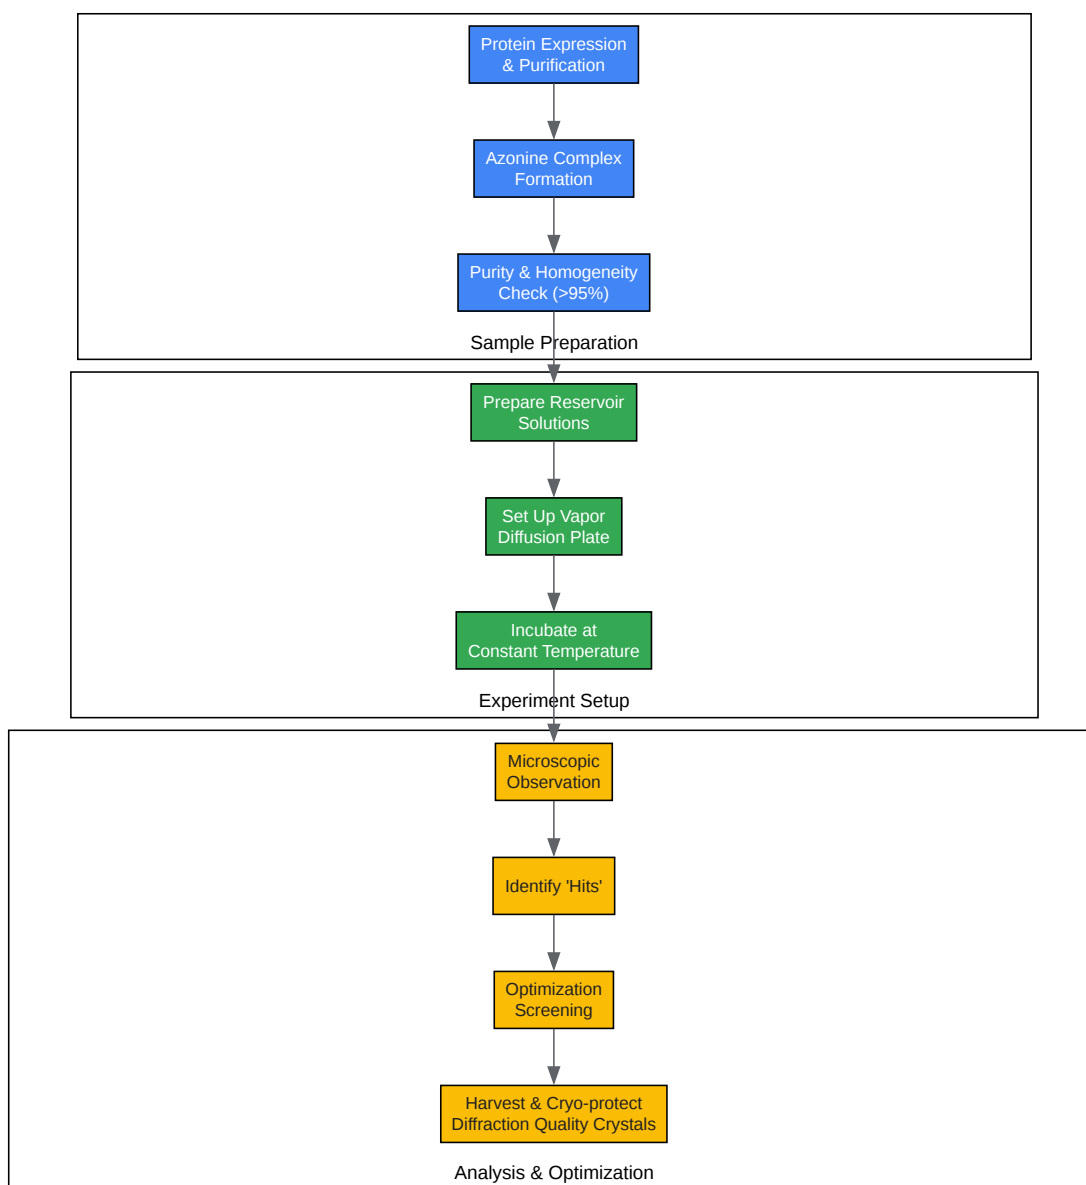 Protein Expression
& Purification
Azonine Complex
Formation
Purity & Homogeneity
Check (>95%)
Sample Preparation
Prepare Reservoir
Solutions
Set Up Vapor
Diffusion Plate
Incubate at
Constant Temperature
Experiment Setup
Microscopic
Observation
Identify 'Hits'
Optimization
Screening
Harvest & Cryo-protect
Diffraction Quality Crystals
Analysis & Optimization